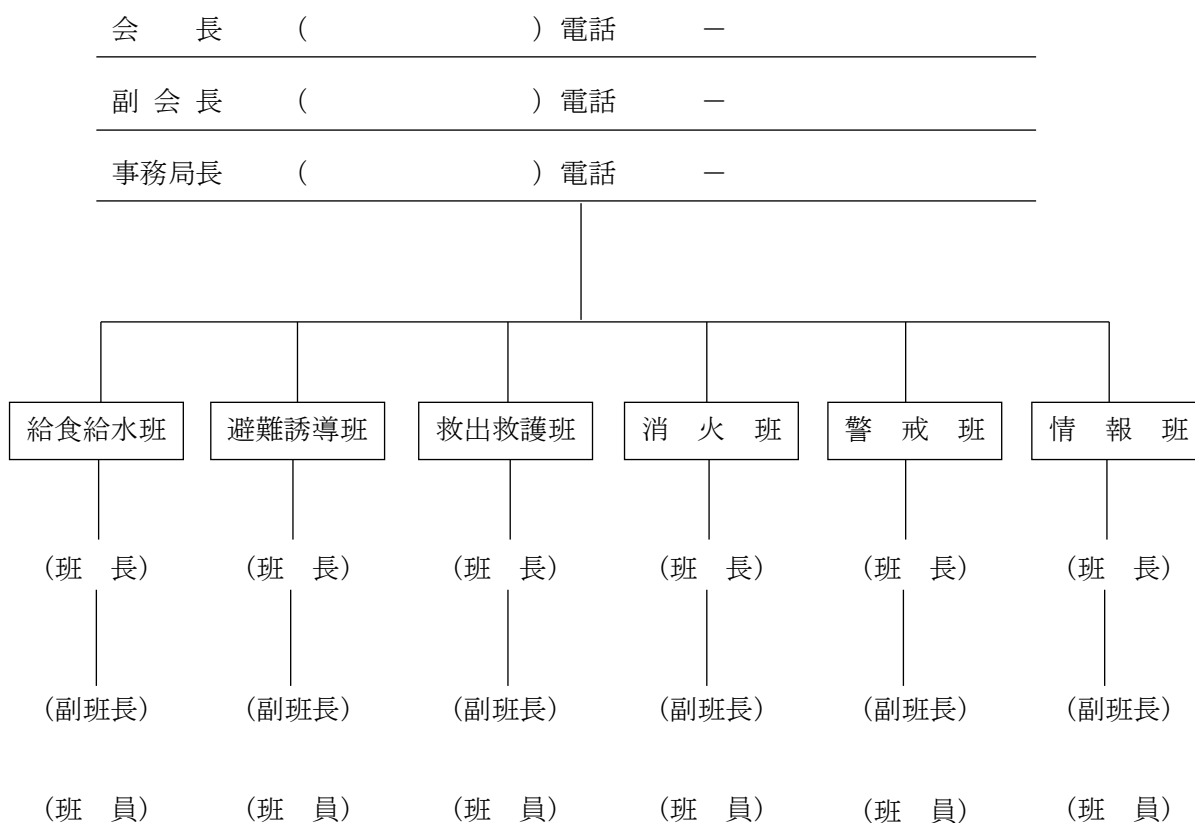 会　　長　　（　　　　　　　　）電話　　　－
副 会 長　　（　　　　　　　　）電話　　　－
事務局長　　（　　　　　　　　）電話　　　－
給食給水班　避難誘導班　救出救護班　消　火　班　警　戒　班　情　報　班
（班　長）　（班　長）　（班　長）　（班　長）　（班　長）　（班　長）
（副班長）　（副班長）　（副班長）　（副班長）　（副班長）　（副班長）
（班　員）　（班　員）　（班　員）　（班　員）　（班　員）　（班　員）